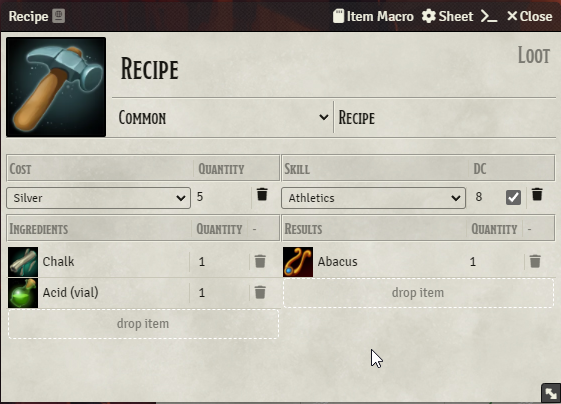 Recipe Item Macro Sheet Close
Recipe Loot
Common Recipe
Cost Quantity Skill DC
Silver 5 Athletics 8
Ingredients Quantity - Results Quantity -
Chalk 1 Abacus 1
Acid (vial) 1 drop item
drop item